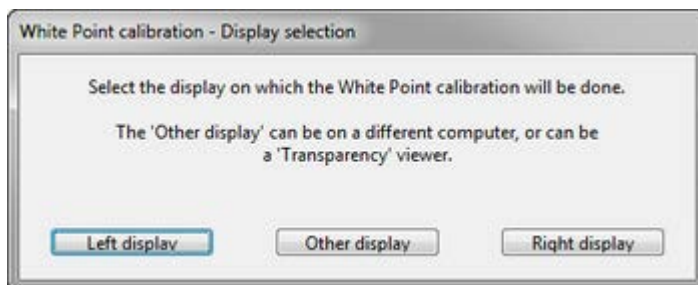 White Point calibration - Display selection
Select the display on which the White Point calibration will be done.
The 'Other display' can be on a different computer, or can be
a 'Transparency' viewer.
Left display
Other display
Right display